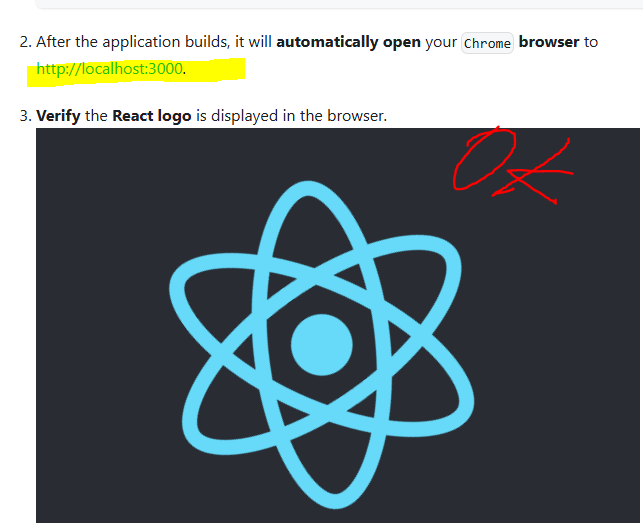 2. After the application builds, it will automatically open your Chrome browser to
http://localhost:3000.
3. Verify the React logo is displayed in the browser.
OK